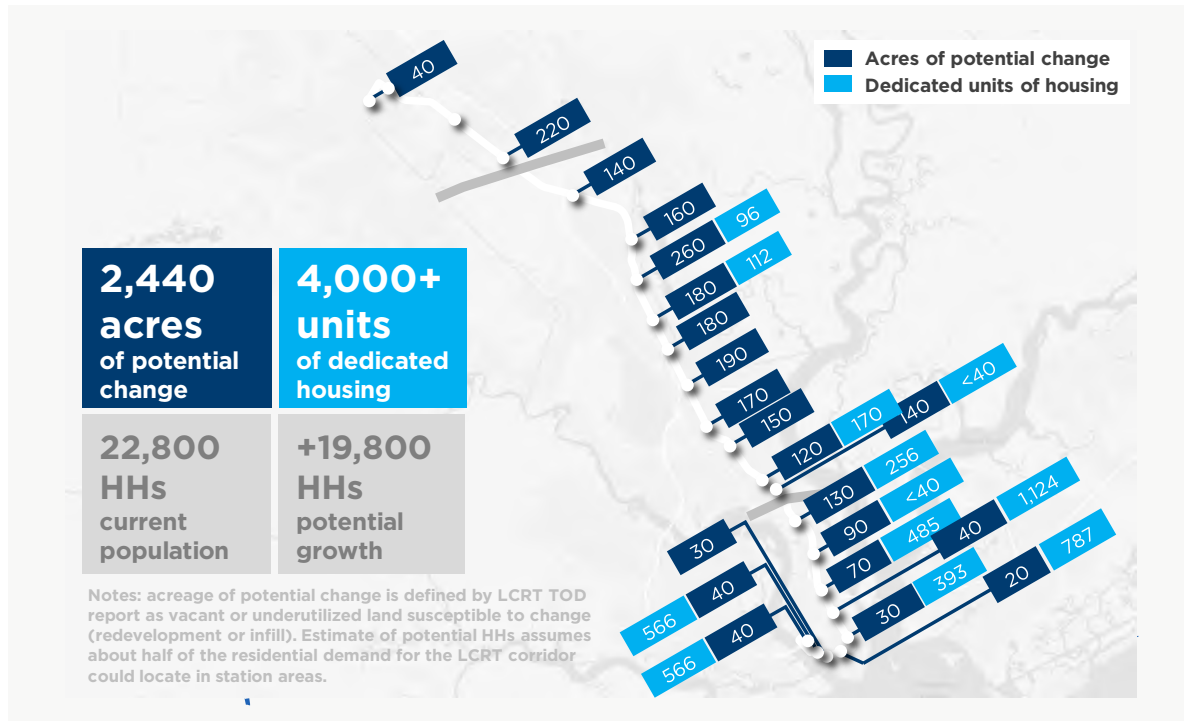 Acres of potential change
Dedicated units of housing
40
220
140
160
260 96
180 112
180
190
170
150
120 170
140 <40
130 256
90 <40
70 485
40 1,124
30 393
20 787
30
566 40
566 40
2,440
acres
of potential
change
4,000+
units
of dedicated
housing
22,800
HHs
current
population
+19,800
HHs
potential
growth
Notes: acreage of potential change is defined by LCRT TOD
report as vacant or underutilized land susceptible to change
(redevelopment or infill). Estimate of potential HHs assumes
about half of the residential demand for the LCRT corridor
could locate in station areas.